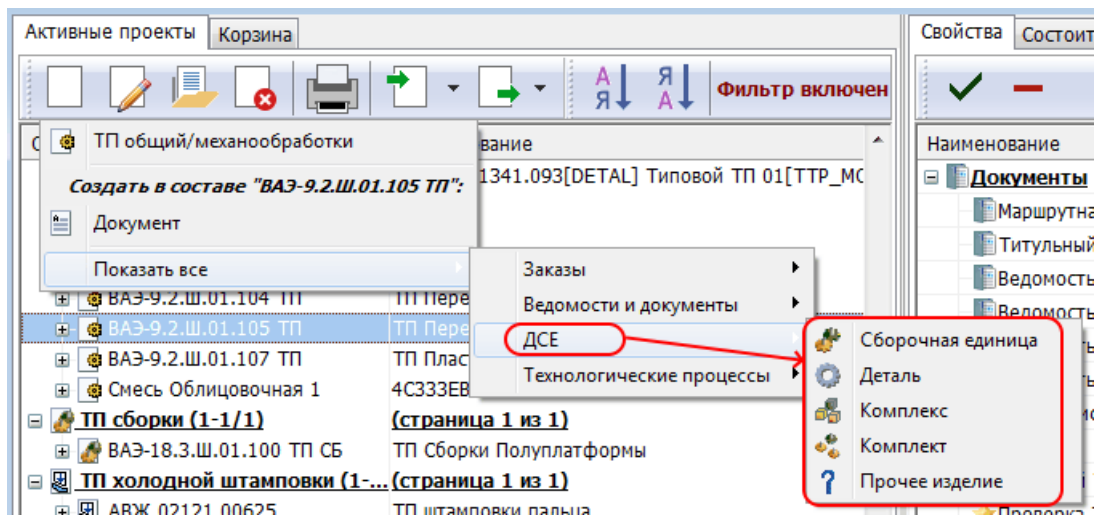 Активные проекты
Корзина
Свойства
Состоит
А
Я
Я
А
Фильтр включен
ТП общий/механообработки
Создать в составе "ВАЭ-9.2.Ш.01.105 ТП":
Документ
Показать все
вание
1341.093[DETAL] Типовой ТП 01[TTP_MC
Заказы
Ведомости и документы
ДСЕ
Технологические процессы
Сборочная единица
Деталь
Комплекс
Комплект
Прочее изделие
ВАЭ-9.2.Ш.01.104 ТП
ТП Пере
ВАЭ-9.2.Ш.01.105 ТП
ТП Пере
ВАЭ-9.2.Ш.01.107 ТП
ТП Плас
Смесь Облицовочная 1
4C333EB
ТП сборки (1-1/1)
(страница 1 из 1)
ВАЭ-18.3.Ш.01.100 ТП СБ
ТП Сборки Полуплатформы
ТП холодной штамповки (1-...
(страница 1 из 1)
АВЖ 02121 00625
ТП штамповки пальца
Наименование
Документы
Маршрутна
Титульный
Ведомость
Ведомость
Проверка